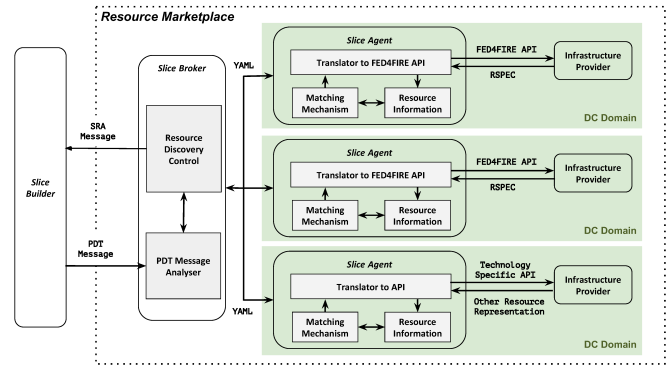 Resource Marketplace
Slice
Builder
SRA
Message
PDT
Message
Slice Broker
Resource
Discovery
Control
PDT Message
Analyser
YAML
YAML
Slice Agent
Translator to FED4FIRE API
Matching
Mechanism
Resource
Information
FED4FIRE API
RSPEC
Infrastructure
Provider
DC Domain
Slice Agent
Translator to FED4FIRE API
Matching
Mechanism
Resource
Information
FED4FIRE API
RSPEC
Infrastructure
Provider
DC Domain
Slice Agent
Translator to API
Matching
Mechanism
Resource
Information
Technology
Specific API
Other Resource
Representation
Infrastructure
Provider
DC Domain